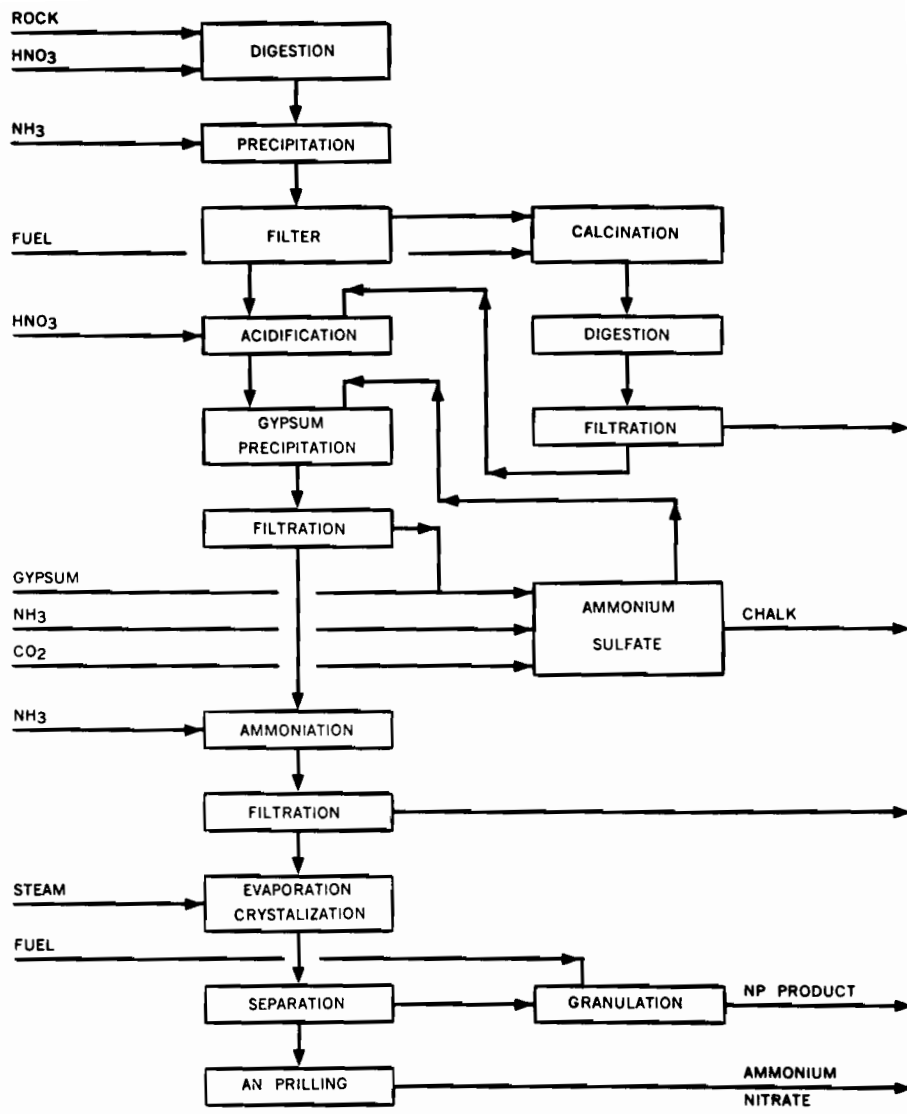 ROCK
DIGESTION
HNO3
NH3
PRECIPITATION
FILTER
CALCINATION
FUEL
HNO3
ACIDIFICATION
DIGESTION
GYPSUM
PRECIPITATION
FILTRATION
FILTRATION
GYPSUM
AMMONIUM
SULFATE
CHALK
NH3
CO2
NH3
AMMONIATION
FILTRATION
STEAM
EVAPORATION
CRYSTALIZATION
FUEL
SEPARATION
GRANULATION
NP PRODUCT
AN PRILLING
AMMONIUM
NITRATE